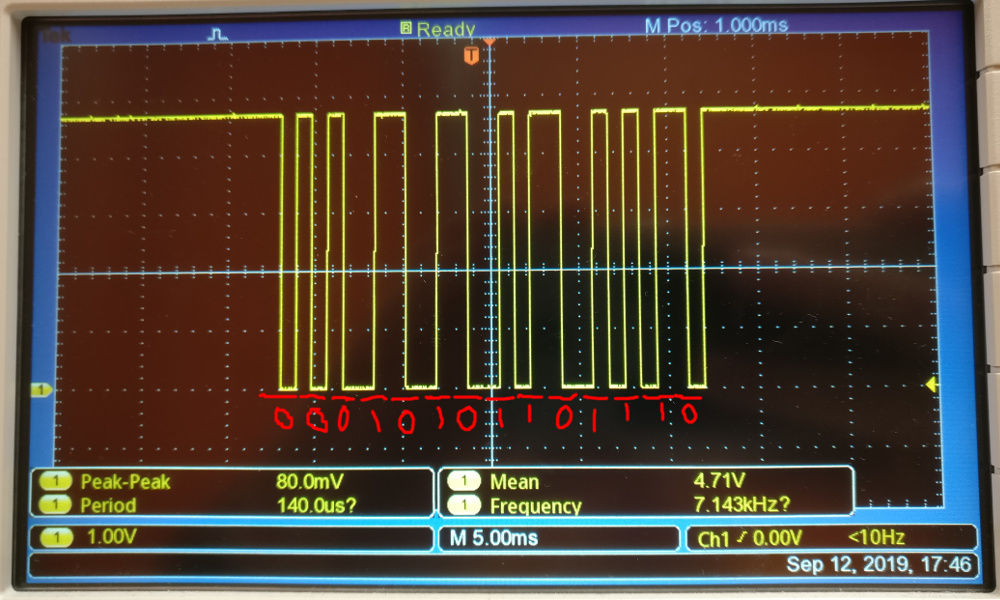 Tek Ready M Pos: 1.000ms
T
1
0 0 0 1 0 1 0 1 1 0 1 1 1 0
1 Peak-Peak 80.0mV 1 Mean 4.71V
1 Period 140.0us? 1 Frequency 7.143kHz?
1 1.00V M 5.00ms Ch1 0.00V <10Hz
Sep 12, 2019, 17:46